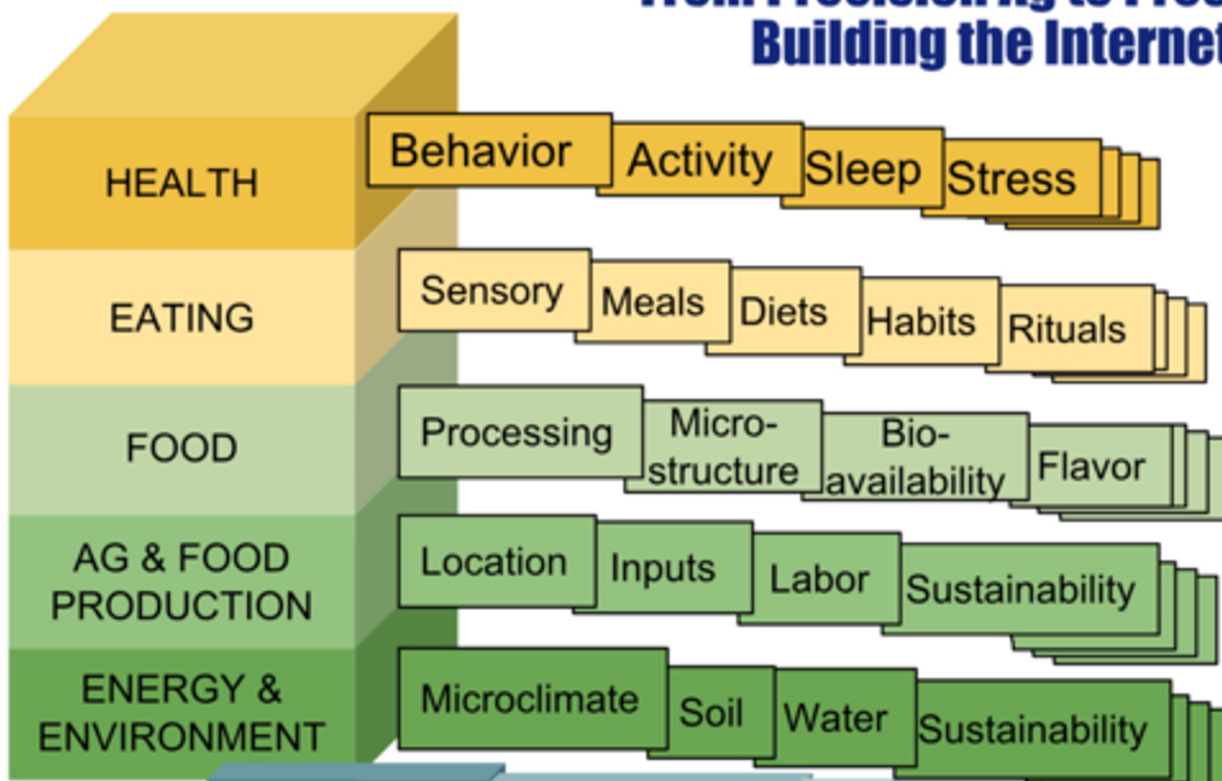 Building the Internet
HEALTH
Behavior
Activity
Sleep
Stress
EATING
Sensory
Meals
Diets
Habits
Rituals
FOOD
Processing
Micro-
structure
Bio-
availability
Flavor
AG & FOOD
PRODUCTION
Location
Inputs
Labor
Sustainability
ENERGY &
ENVIRONMENT
Microclimate
Soil
Water
Sustainability